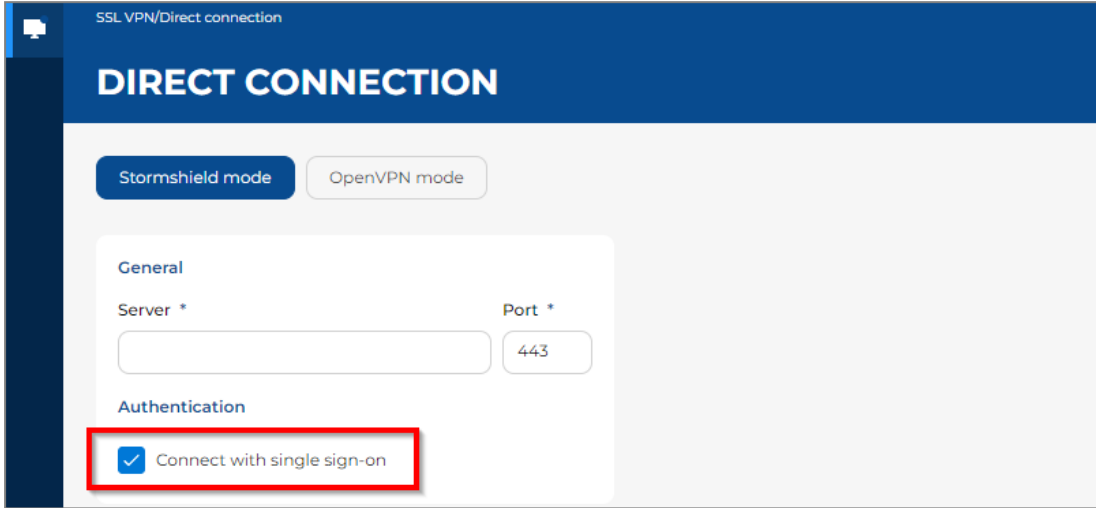 SSL VPN/Direct connection
DIRECT CONNECTION
Stormshield mode OpenVPN mode
General
Server * Port *
443
Authentication
Connect with single sign-on